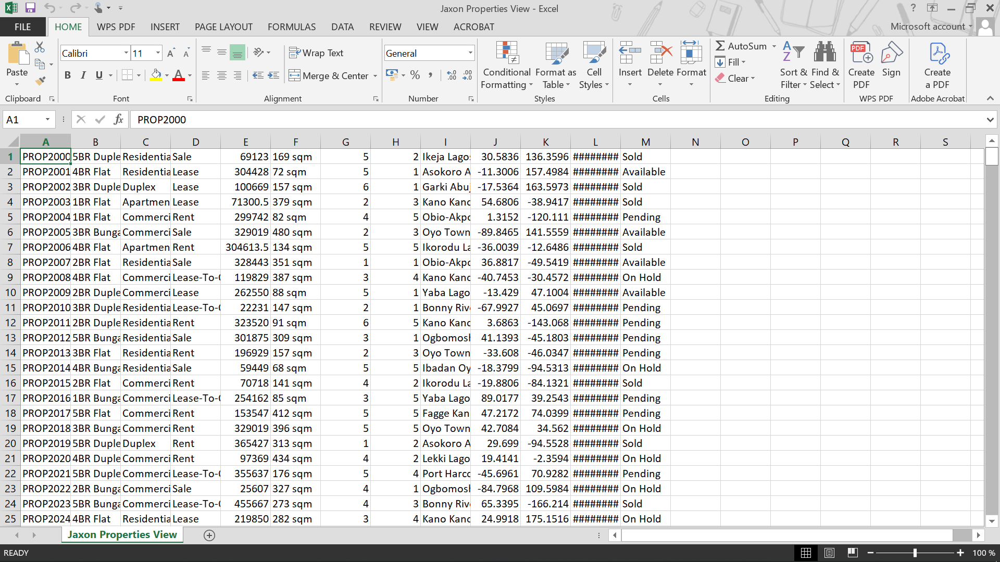 Jaxon Properties View - Excel
?
FILE HOME WPS PDF INSERT PAGE LAYOUT FORMULAS DATA REVIEW VIEW ACROBAT Microsoft account
Paste
Clipboard
Calibri 11
B I U
Font
Wrap Text
Merge & Center
Alignment
General
%
Number
Conditional Formatting
Format as Table
Cell Styles
Styles
Insert Delete Format
Cells
AutoSum
Fill
Clear
Sort & Filter
Find & Select
Editing
Create PDF
Sign
WPS PDF
Create a PDF
Adobe Acrobat
A1 fx PROP2000
A B C D E F G H I J K L M N O P Q R S
1 PROP2000 5BR Duple Residentia Sale 69123 169 sqm 5 2 Ikeja Lagos 30.5836 136.3596 ######## Sold
2 PROP2001 4BR Flat Residentia Lease 304428 72 sqm 5 1 Asokoro A -11.3006 157.4984 ######## Available
3 PROP2002 3BR Duple Duplex Lease 100669 157 sqm 6 1 Garki Abuj -17.5364 163.5973 ######## Sold
4 PROP2003 1BR Flat Apartmen Lease 71300.5 379 sqm 2 3 Kano Kano 54.6806 -38.9417 ######## Sold
5 PROP2004 1BR Flat Commerci Rent 299742 82 sqm 4 5 Obio-Akpo 1.3152 -120.111 ######## Pending
6 PROP2005 3BR Bunga Commerci Sale 329019 480 sqm 2 3 Oyo Town -89.8465 141.5559 ######## Available
7 PROP2006 4BR Flat Apartmen Rent 304613.5 134 sqm 5 5 Ikorodu La -36.0039 -12.6486 ######## Sold
8 PROP2007 2BR Flat Residentia Sale 328443 351 sqm 1 1 Obio-Akpo 36.8817 -49.5419 ######## Available
9 PROP2008 4BR Flat Commerci Lease-To-O 119829 387 sqm 3 4 Kano Kano -40.7453 -30.4572 ######## On Hold
10 PROP2009 2BR Duple Commerci Lease 262550 88 sqm 5 1 Yaba Lago -13.429 47.1004 ######## Available
11 PROP2010 3BR Duple Residentia Lease-To-O 22231 147 sqm 2 1 Bonny Rive -67.9927 45.0697 ######## Pending
12 PROP2011 2BR Duple Residentia Rent 323520 91 sqm 6 5 Kano Kano 3.6863 -143.068 ######## Pending
13 PROP2012 5BR Bunga Residentia Sale 301875 309 sqm 3 1 Ogbomosh 41.1393 -45.1803 ######## Pending
14 PROP2013 3BR Flat Residentia Rent 196929 157 sqm 2 3 Oyo Town -33.608 -46.0347 ######## Pending
15 PROP2014 4BR Bunga Residentia Sale 59449 68 sqm 5 5 Ibadan Oy -18.3799 -94.5313 ######## On Hold
16 PROP2015 2BR Flat Commerci Rent 70718 141 sqm 4 2 Ikorodu La -19.8806 -84.1321 ######## Sold
17 PROP2016 1BR Bunga Commerci Lease-To-O 254162 85 sqm 3 5 Yaba Lago 89.0177 39.2543 ######## Pending
18 PROP2017 5BR Flat Commerci Rent 153547 412 sqm 5 5 Fagge Kan 47.2172 74.0399 ######## Pending
19 PROP2018 3BR Bunga Commerci Rent 329019 396 sqm 5 5 Oyo Town 42.7084 34.562 ######## On Hold
20 PROP2019 5BR Duple Duplex Rent 365427 313 sqm 1 2 Asokoro A 29.699 -94.5528 ######## Sold
21 PROP2020 4BR Duple Commerci Rent 97369 434 sqm 4 2 Lekki Lago 19.4141 -2.3594 ######## On Hold
22 PROP2021 5BR Duple Commerci Lease-To-O 355637 176 sqm 5 4 Port Harco -45.6961 70.9282 ######## Pending
23 PROP2022 2BR Bunga Commerci Sale 25607 327 sqm 4 1 Ogbomosh -84.7968 109.5984 ######## On Hold
24 PROP2023 5BR Bunga Commerci Lease-To-O 455667 273 sqm 4 3 Bonny Rive 65.3395 -166.214 ######## Sold
25 PROP2024 4BR Flat Residentia Lease 219850 282 sqm 3 4 Kano Kano 24.9918 175.1516 ######## On Hold
Jaxon Properties View
READY 100 %